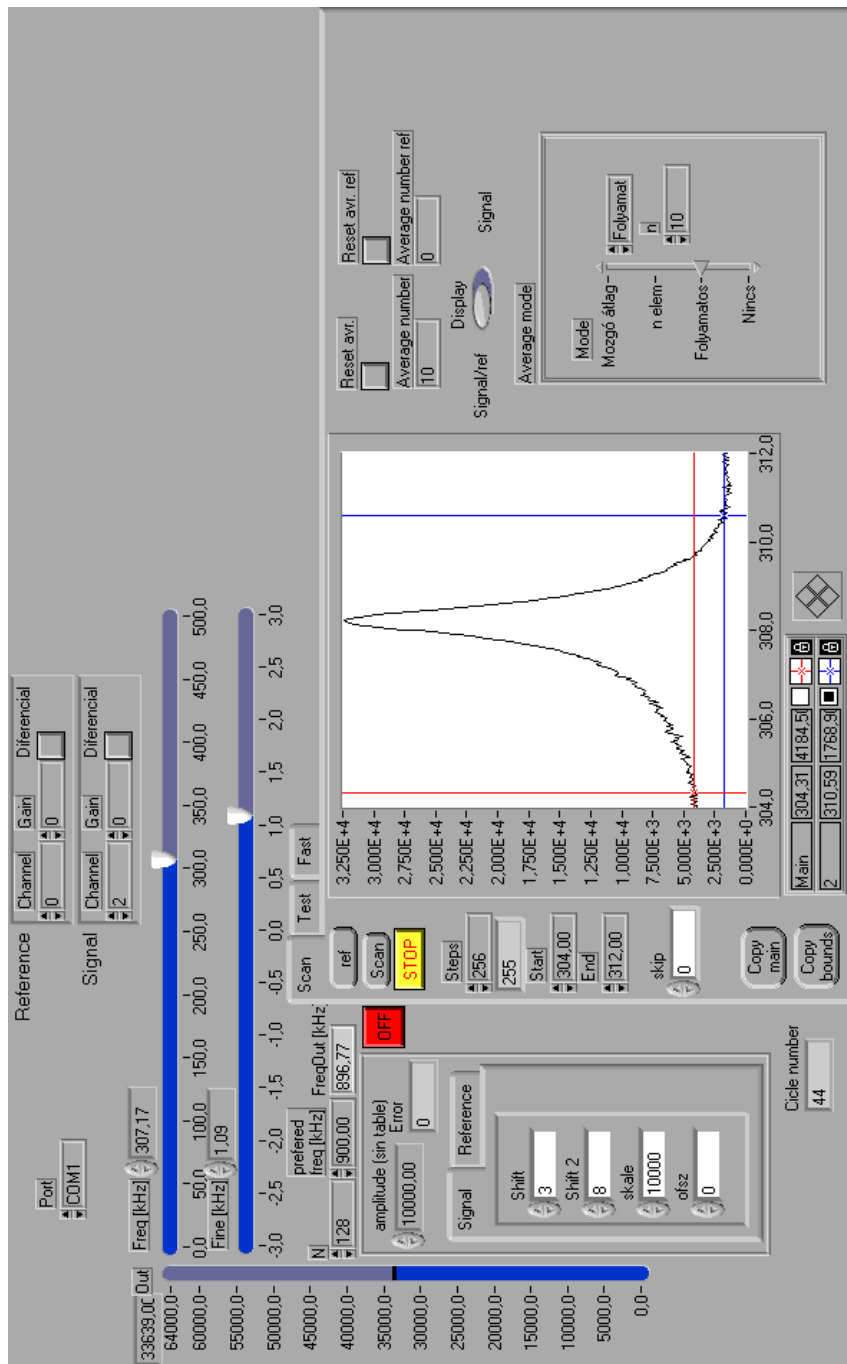 Port
COM1
Reference
Channel Gain Diferencial
0 0
Signal
Channel Gain Diferencial
2 0
Freq [kHz] 307,17
0,0 50,0 100,0 150,0 200,0 250,0 300,0 350,0 400,0 450,0 500,0
Fine [kHz] 1,09
-3,0 -2,5 -2,0 -1,5 -1,0 -0,5 0,0 0,5 1,0 1,5 2,0 2,5 3,0
33639,00 Out
64000,0
60000,0
55000,0
50000,0
45000,0
40000,0
35000,0
30000,0
25000,0
20000,0
15000,0
10000,0
5000,0
0,0
N prefered freq.[kHz] FreqOut [kHz]
128 900,00 896,77
OFF
amplitude (sin table)
10000,00
Error
0
Signal Reference
Shift
3
Shift 2
8
skale
10000
ofsz
0
Cicle number
44
Scan Test Fast
ref
Scan
STOP
Steps
256
255
Start
304,00
End
312,00
skip
0
Copy main
Copy bounds
3,250E+4
3,000E+4
2,750E+4
2,500E+4
2,250E+4
2,000E+4
1,750E+4
1,500E+4
1,250E+4
1,000E+4
7,500E+3
5,000E+3
2,500E+3
0,000E+0
304,0 306,0 308,0 310,0 312,0
Main 304,31 4184,5
2 310,59 1768,9
Reset avr. Reset avr. ref
Average number Average number ref
10 0
Display
Signal/ref Signal
Average mode
Mode
Mozgó átlag
n elem
Folyamatos
Nincs
Folyamat
n
10